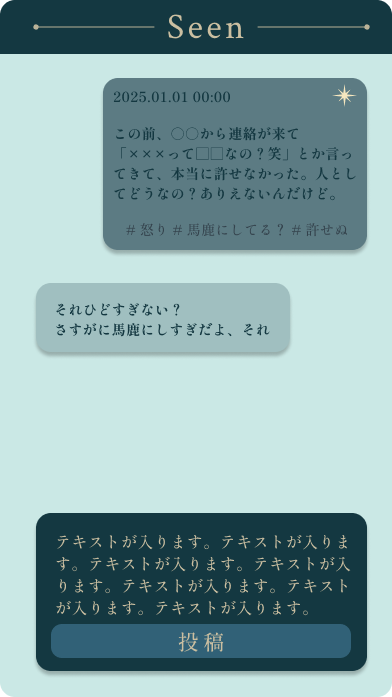 Seen
2025.01.01 00:00
この前、〇〇から連絡が来て
「×××って□□なの？笑」とか言っ
てきて、本当に許せなかった。人とし
てどうなの？ありえないんだけど。
＃怒り＃馬鹿にしてる？＃許せぬ
それひどすぎない？
さすがに馬鹿にしすぎだよ、それ
テキストが入ります。テキストが入りま
す。テキストが入ります。テキストが入
ります。テキストが入ります。テキスト
が入ります。テキストが入ります。
投稿